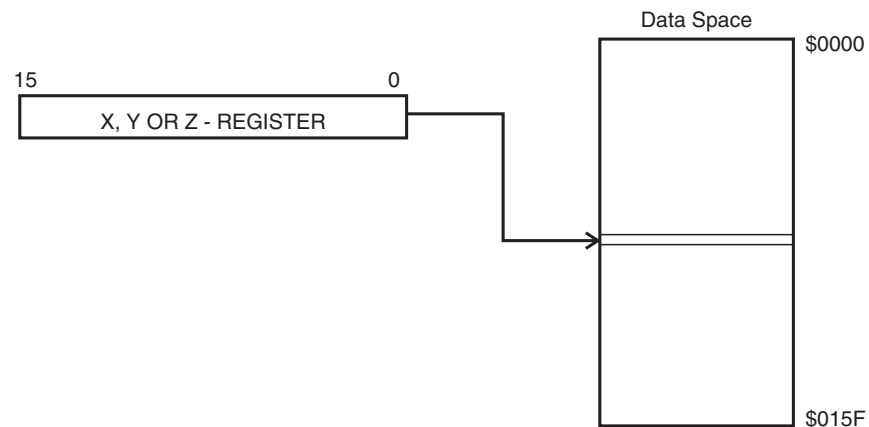 Data Space
$0000
15 0
X, Y OR Z - REGISTER
$015F